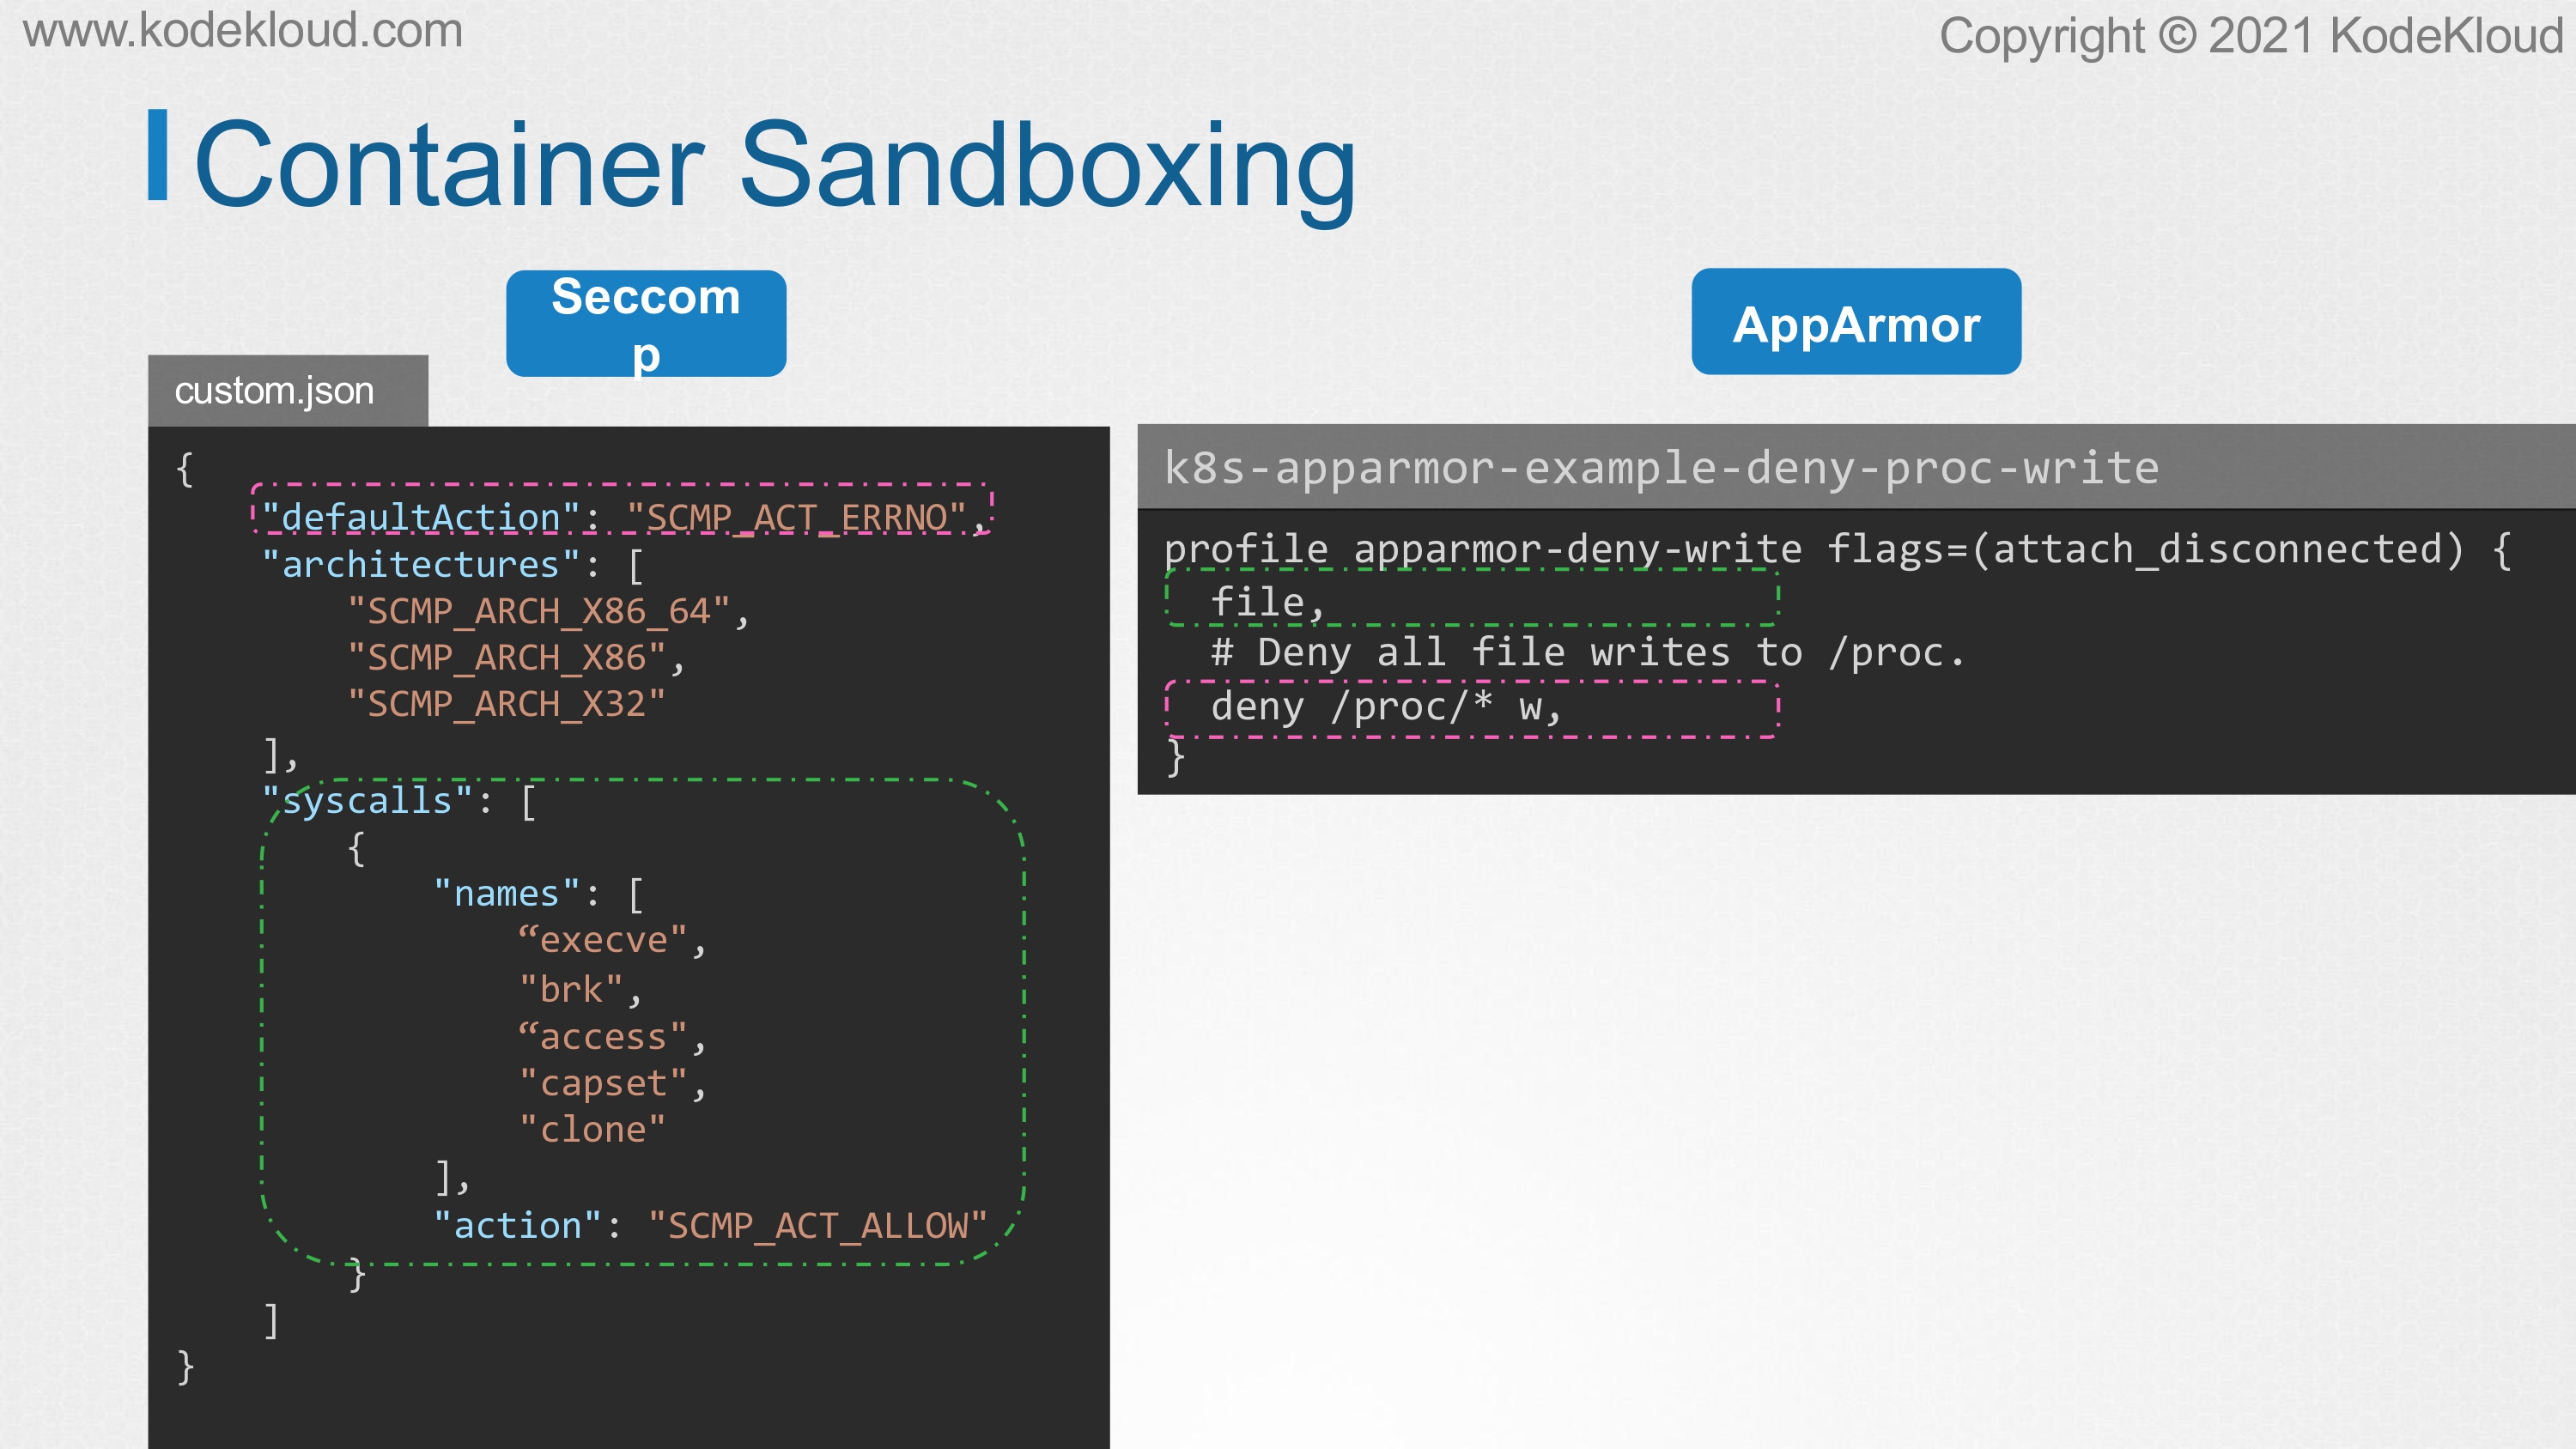 www.kodekloud.com
Copyright © 2021 KodeKloud
Container Sandboxing
Seccom
p
AppArmor
custom.json
{
"defaultAction": "SCMP_ACT_ERRNO",
"architectures": [
"SCMP_ARCH_X86_64",
"SCMP_ARCH_X86",
"SCMP_ARCH_X32"
],
"syscalls": [
{
"names": [
“execve",
"brk",
“access",
"capset",
"clone"
],
"action": "SCMP_ACT_ALLOW"
}
]
}
k8s-apparmor-example-deny-proc-write
profile apparmor-deny-write flags=(attach_disconnected) {
file,
# Deny all file writes to /proc.
deny /proc/* w,
}